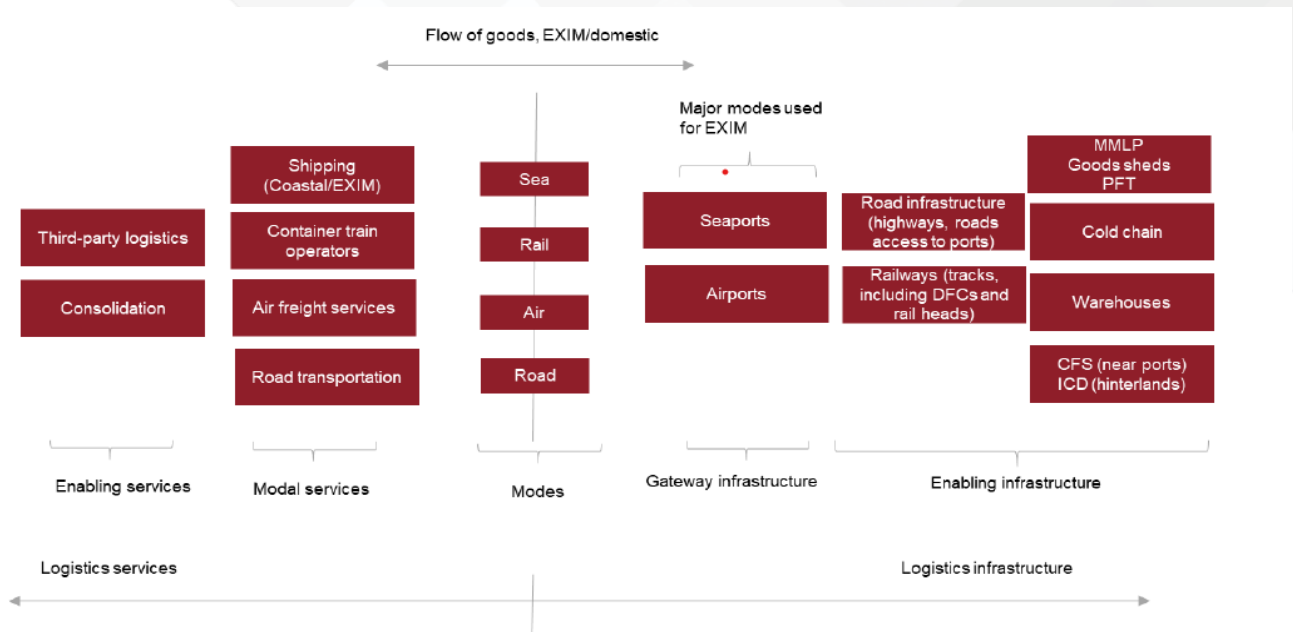 Flow of goods, EXIM/domestic
Major modes used
for EXIM
Third-party logistics
Consolidation
Shipping
(Coastal/EXIM)
Container train
operators
Air freight services
Road transportation
Sea
Rail
Air
Road
Seaports
Airports
Road infrastructure
(highways, roads
access to ports)
Railways (tracks,
including DFCs and
rail heads)
MMLP
Goods sheds
PFT
Cold chain
Warehouses
CFS (near ports)
ICD (hinterlands)
Enabling services
Modal services
Modes
Gateway infrastructure
Enabling infrastructure
Logistics services
Logistics infrastructure